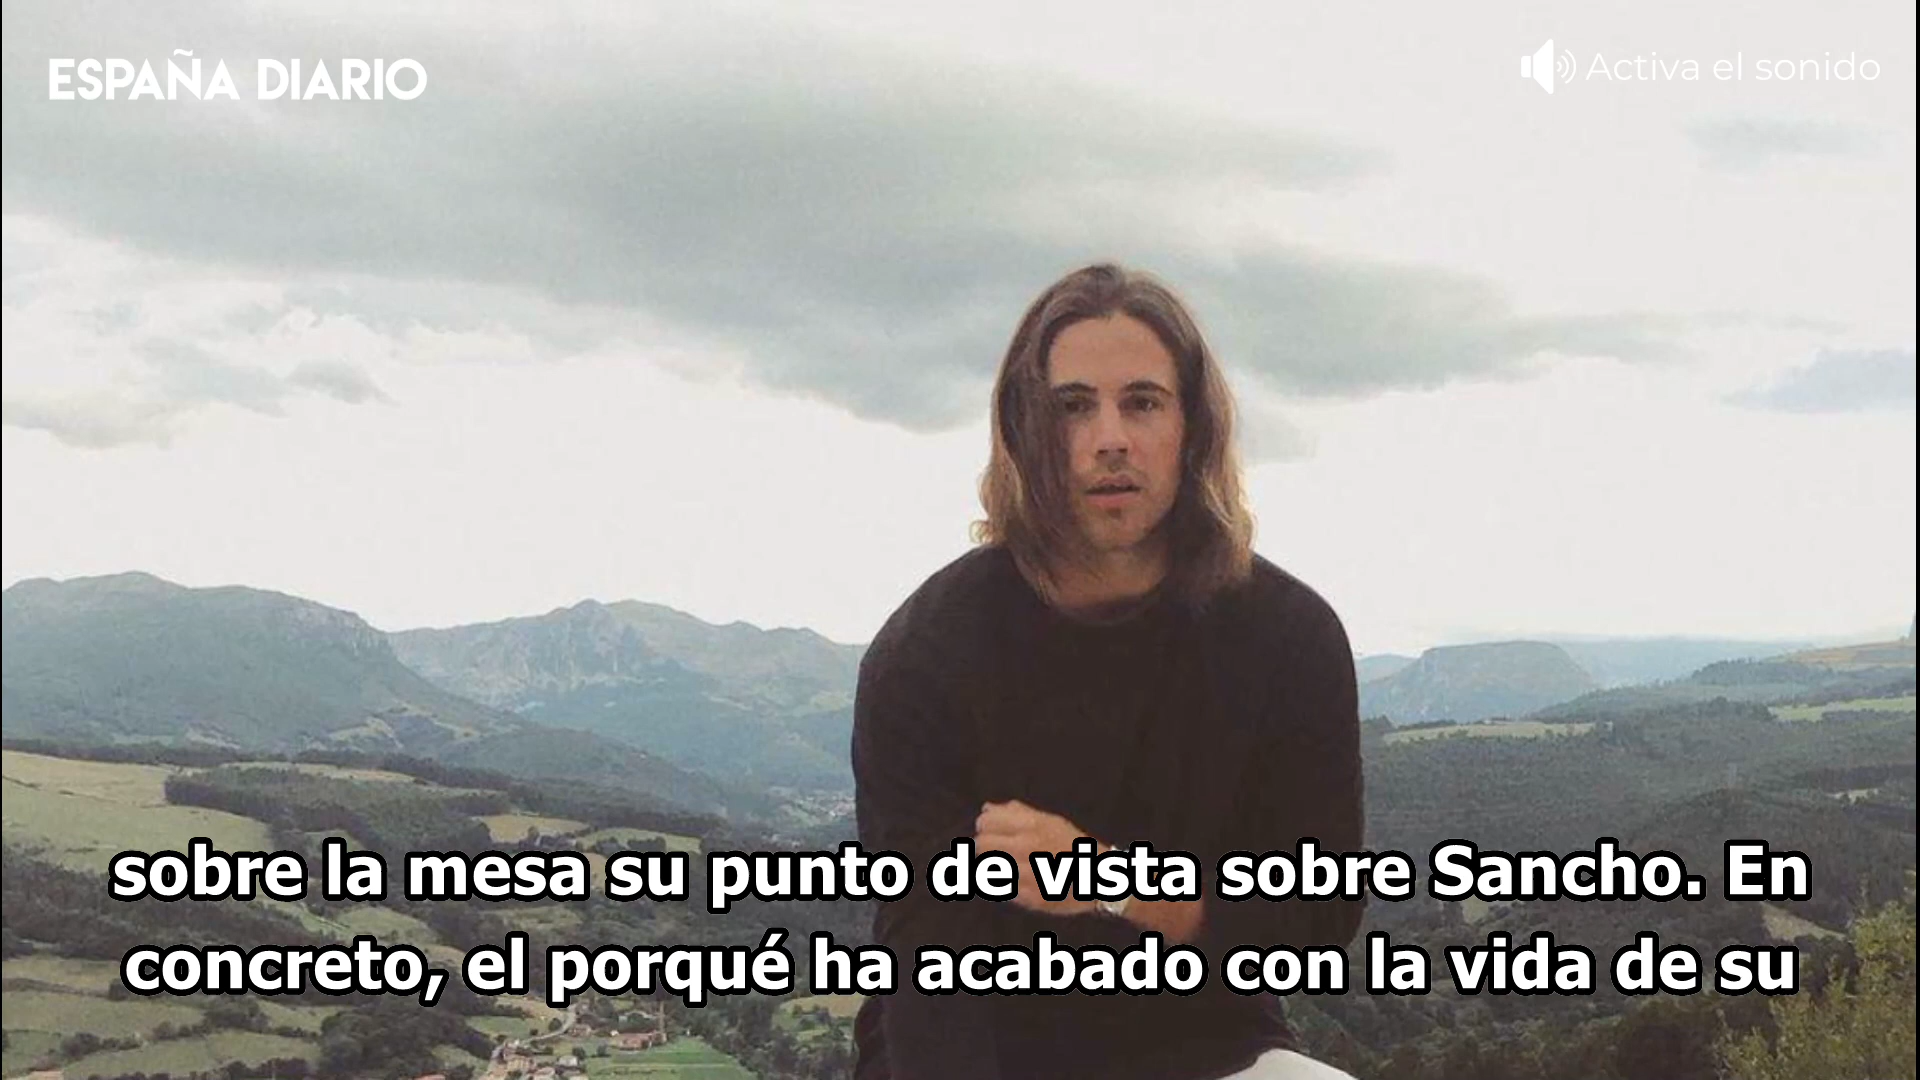 ESPAÑA DIARIO
Activa el sonido
sobre la mesa su punto de vista sobre Sancho. En
concreto, el porqué ha acabado con la vida de su